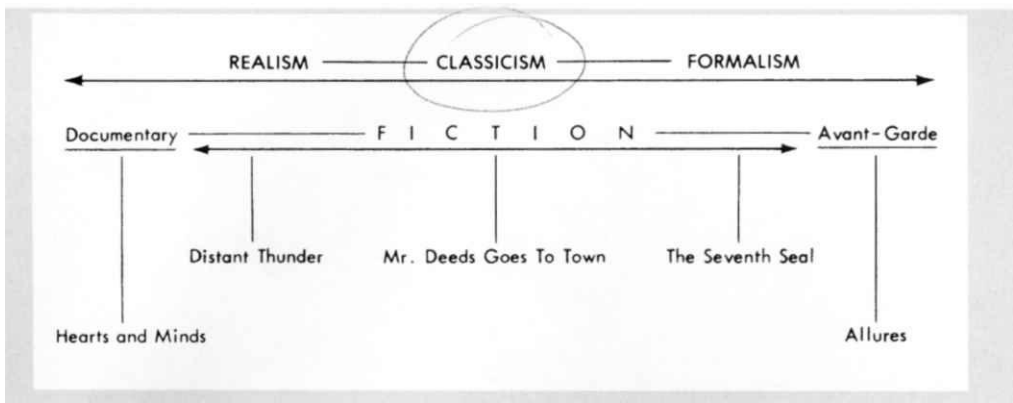 REALISM CLASSICISM FORMALISM
Documentary FICTION Avant-Garde
Distant Thunder Mr. Deeds Goes To Town The Seventh Seal
Hearts and Minds Allures